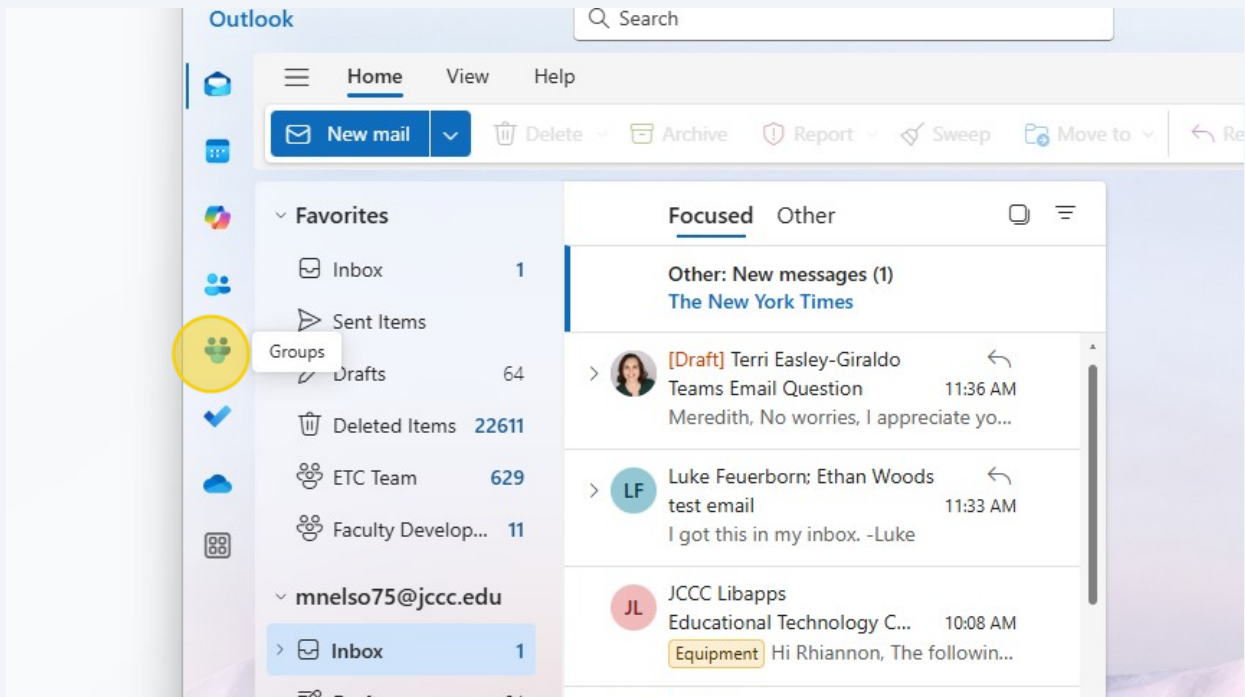 Outlook
Search
Home View Help
New mail Delete Archive Report Sweep Move to Re
Favorites
Inbox 1
Sent Items
Groups
Drafts 64
Deleted Items 22611
ETC Team 629
Faculty Develop... 11
mnelso75@jccc.edu
Inbox 1
Focused Other
Other: New messages (1)
The New York Times
[Draft] Terri Easley-Giraldo
Teams Email Question 11:36 AM
Meredith, No worries, I appreciate yo...
LF
Luke Feuerborn; Ethan Woods
test email 11:33 AM
I got this in my inbox. -Luke
JL
JCCC Libapps
Educational Technology C... 10:08 AM
Equipment Hi Rhiannon, The followin...